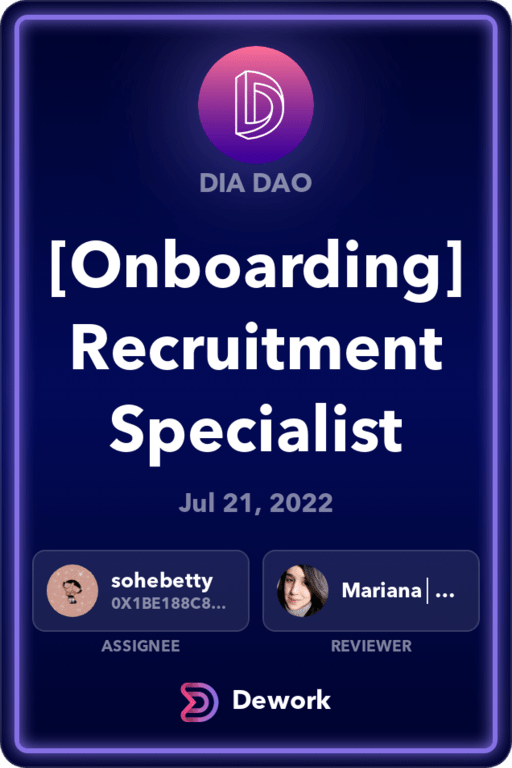 DIA DAO
[Onboarding]
Recruitment
Specialist
Jul 21, 2022
sohebetty
0X1BE188C8...
ASSIGNEE
Mariana| ...
REVIEWER
Dework